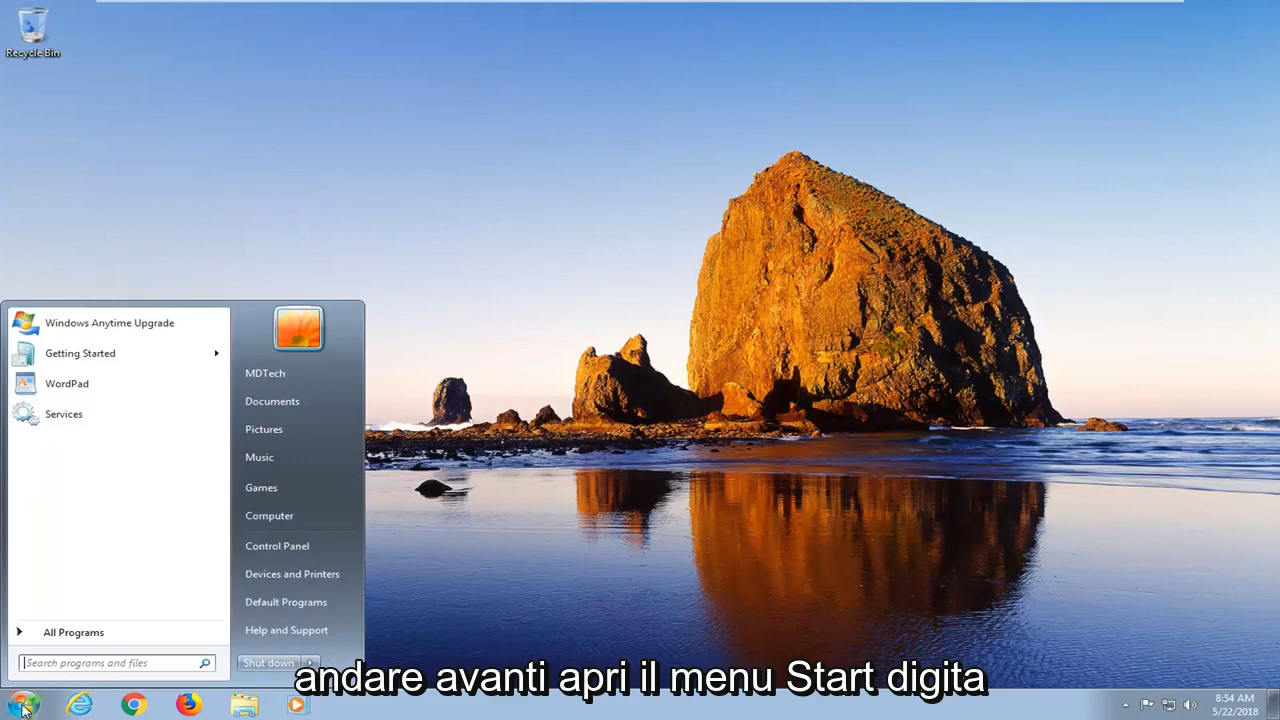 Recycle Bin
Windows Anytime Upgrade
Getting Started
WordPad
Services
All Programs
Search programs and files
MDTech
Documents
Pictures
Music
Games
Computer
Control Panel
Devices and Printers
Default Programs
Help and Support
Shut down
andare avanti apri il menu Start digita
8:54 AM
5/22/2018